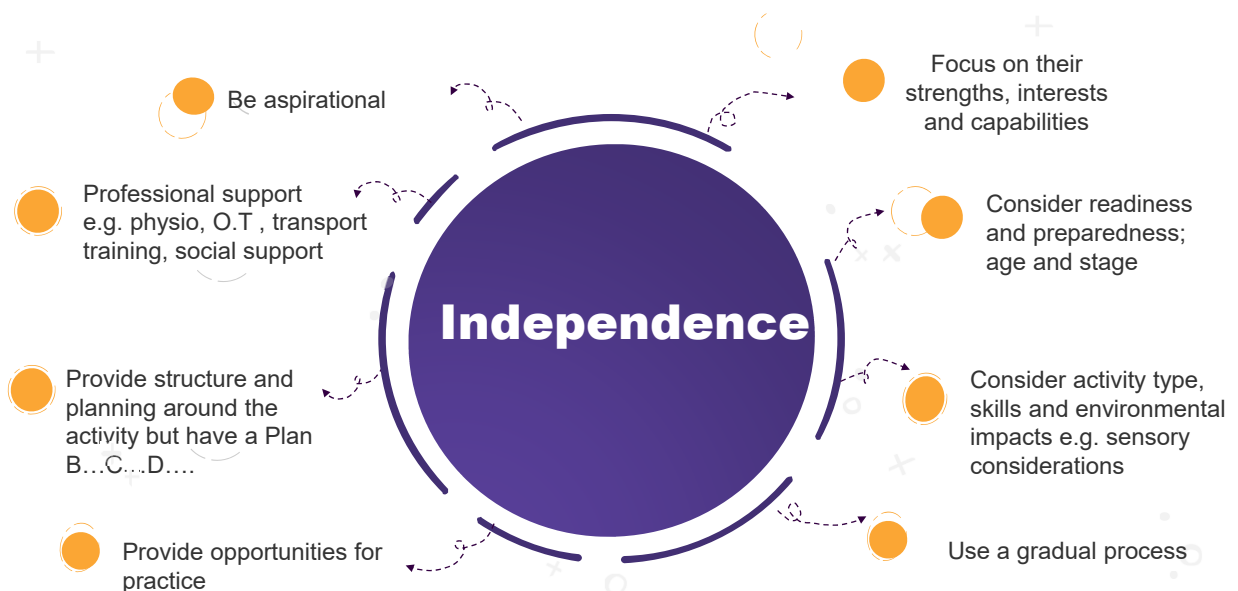 Be aspirational
Focus on their
strengths, interests
and capabilities
Professional support
e.g. physio, O.T , transport
training, social support
Consider readiness
and preparedness;
age and stage
Independence
Provide structure and
planning around the
activity but have a Plan
B…C…D….
Consider activity type,
skills and environmental
impacts e.g. sensory
considerations
Provide opportunities for
practice
Use a gradual process